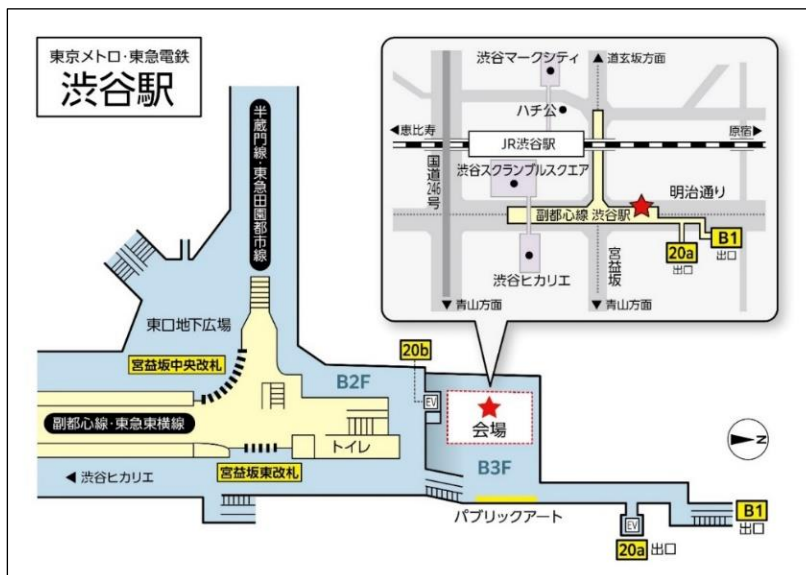 東京メトロ・東急電鉄
渋谷駅
半蔵門線・東急田園都市線
東口地下広場
宮益坂中央改札
副都心線・東急東横線
宮益坂東改札
トイレ
◀渋谷ヒカリエ
B2F
20b
EV
会場
B3F
パブリックアート
EV
20a 出口
B1
出口
N
渋谷マークシティ
▲道玄坂方面
ハチ公
◀恵比寿
JR渋谷駅
原宿▶
国道246号
渋谷スクランブルスクエア
明治通り
副都心線 渋谷駅
20a
出口
B1
出口
渋谷ヒカリエ
宮益坂
▼青山方面
▼青山方面